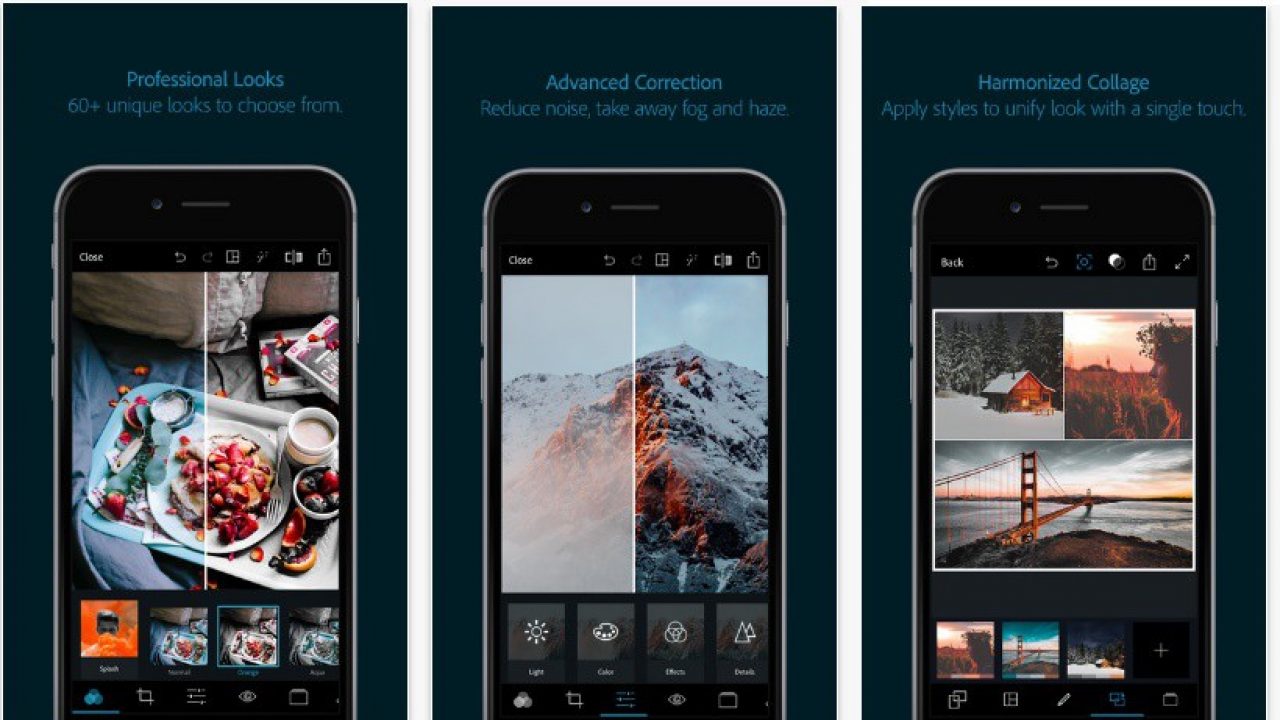 Professional Looks
60+ unique looks to choose from.
Close
Splash
Normal
Orange
Aqua
Advanced Correction
Reduce noise, take away fog and haze.
Close
Light
Color
Effects
Details
Harmonized Collage
Apply styles to unify look with a single touch.
Back